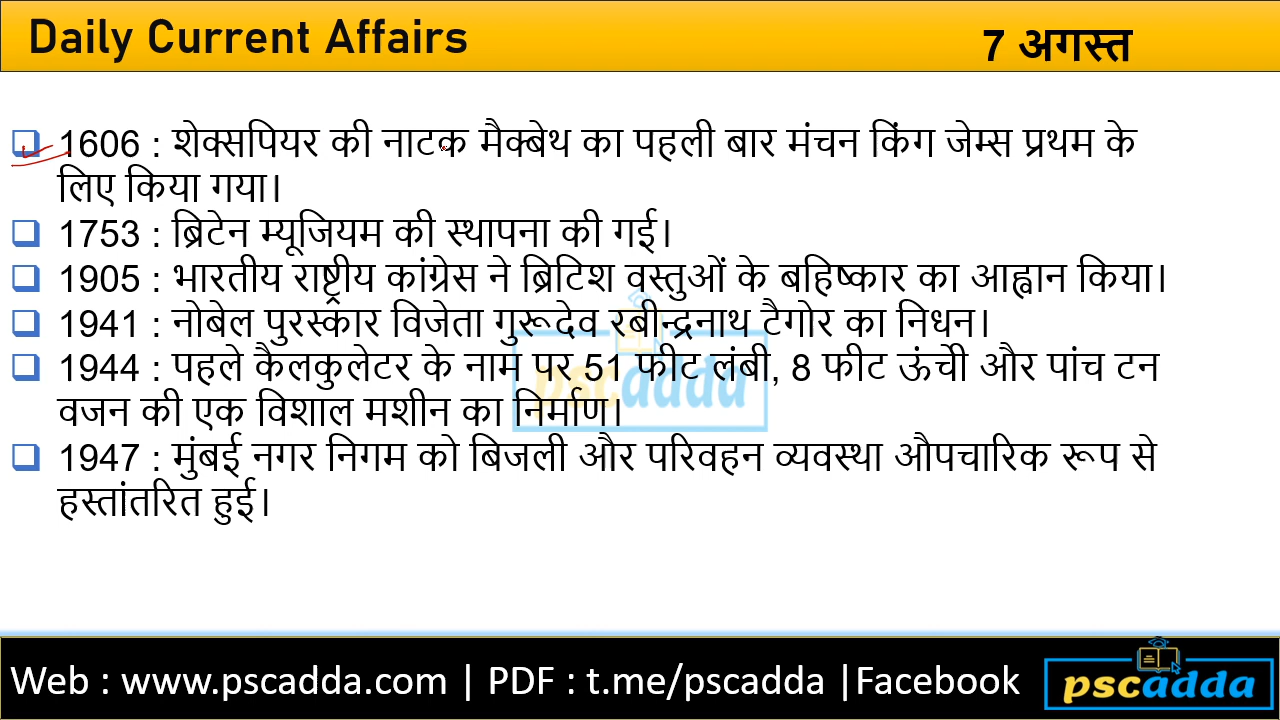 Daily Current Affairs
7 अगस्त
1606 : शेक्सपियर की नाटक मैक्बेथ का पहली बार मंचन किंग जेम्स प्रथम के
लिए किया गया।
1753 : ब्रिटेन म्यूजियम की स्थापना की गई।
1905 : भारतीय राष्ट्रीय कांग्रेस ने ब्रिटिश वस्तुओं के बहिष्कार का आह्वान किया।
1941 : नोबेल पुरस्कार विजेता गुरूदेव रबीन्द्रनाथ टैगोर का निधन।
1944 : पहले कैलकुलेटर के नाम पर 51 फीट लंबी, 8 फीट ऊंची और पांच टन
वजन की एक विशाल मशीन का निर्माण।
1947 : मुंबई नगर निगम को बिजली और परिवहन व्यवस्था औपचारिक रूप से
हस्तांतरित हुई।
pscadda
Web : www.pscadda.com | PDF : t.me/pscadda |Facebook
pscadda